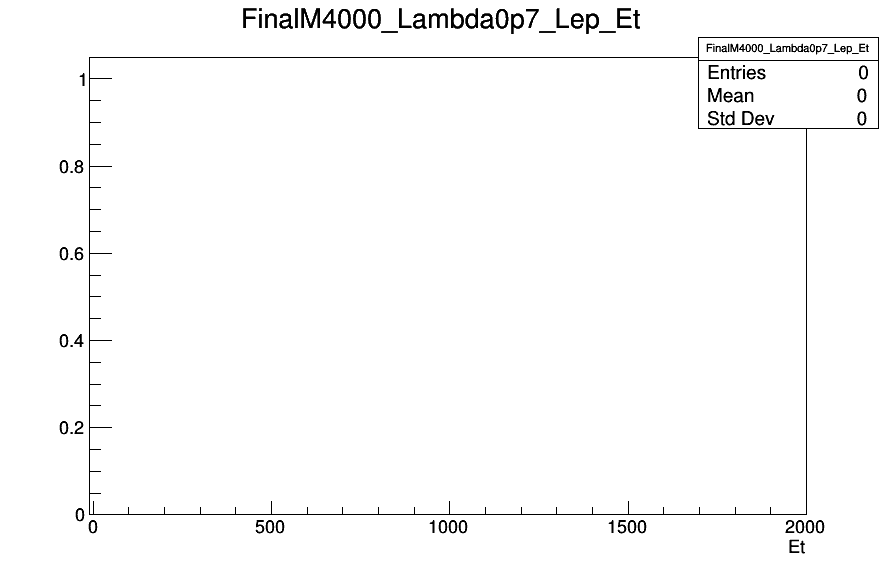 FinalM4000_Lambda0p7_Lep_Et
FinalM4000_Lambda0p7_Lep_Et
Entries 0
Mean 0
Std Dev 0
1
0.8
0.6
0.4
0.2
0
0 500 1000 1500 2000
Et